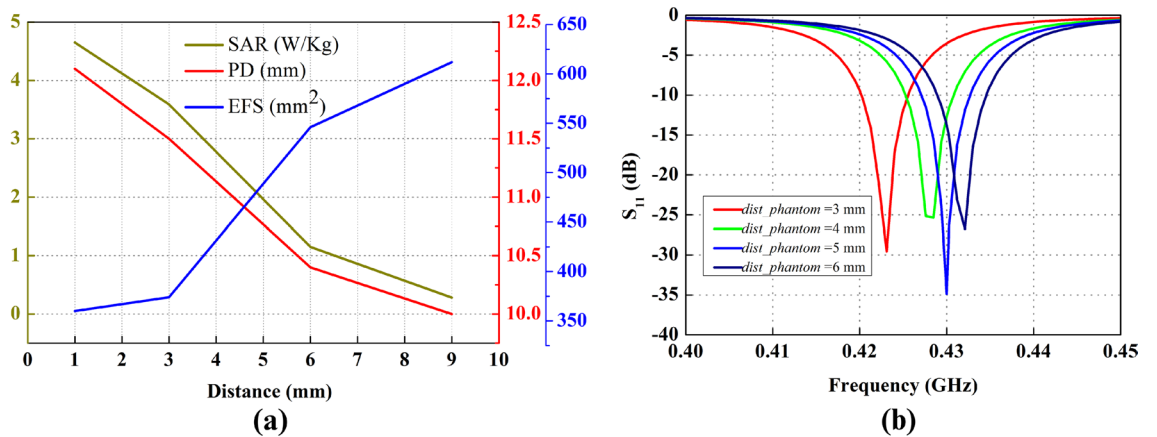 5
4
3
2
1
0
SAR (W/Kg)
PD (mm)
EFS (mm²)
12.5
12.0
11.5
11.0
10.5
10.0
650
600
550
500
450
400
350
0 1 2 3 4 5 6 7 8 9 10
Distance (mm)
(a)
0
-5
-10
-15
-20
-25
-30
-35
-40
S11 (dB)
dist_phantom =3 mm
dist_phantom =4 mm
dist_phantom =5 mm
dist_phantom =6 mm
0.40 0.41 0.42 0.43 0.44 0.45
Frequency (GHz)
(b)